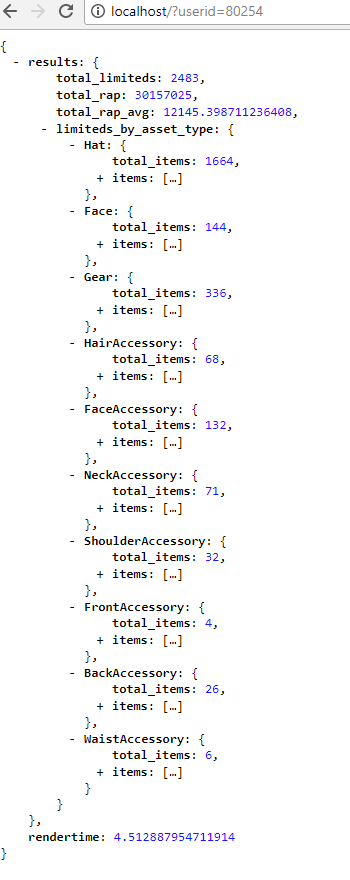 localhost/?userid=80254
{
- results: {
total_limiteds: 2483,
total_rap: 30157025,
total_rap_avg: 12145.398711236408,
- limiteds_by_asset_type: {
- Hat: {
total_items: 1664,
+ items: […]
},
- Face: {
total_items: 144,
+ items: […]
},
- Gear: {
total_items: 336,
+ items: […]
},
- HairAccessory: {
total_items: 68,
+ items: […]
},
- FaceAccessory: {
total_items: 132,
+ items: […]
},
- NeckAccessory: {
total_items: 71,
+ items: […]
},
- ShoulderAccessory: {
total_items: 32,
+ items: […]
},
- FrontAccessory: {
total_items: 4,
+ items: […]
},
- BackAccessory: {
total_items: 26,
+ items: […]
},
- WaistAccessory: {
total_items: 6,
+ items: […]
}
}
},
rendertime: 4.512887954711914
}